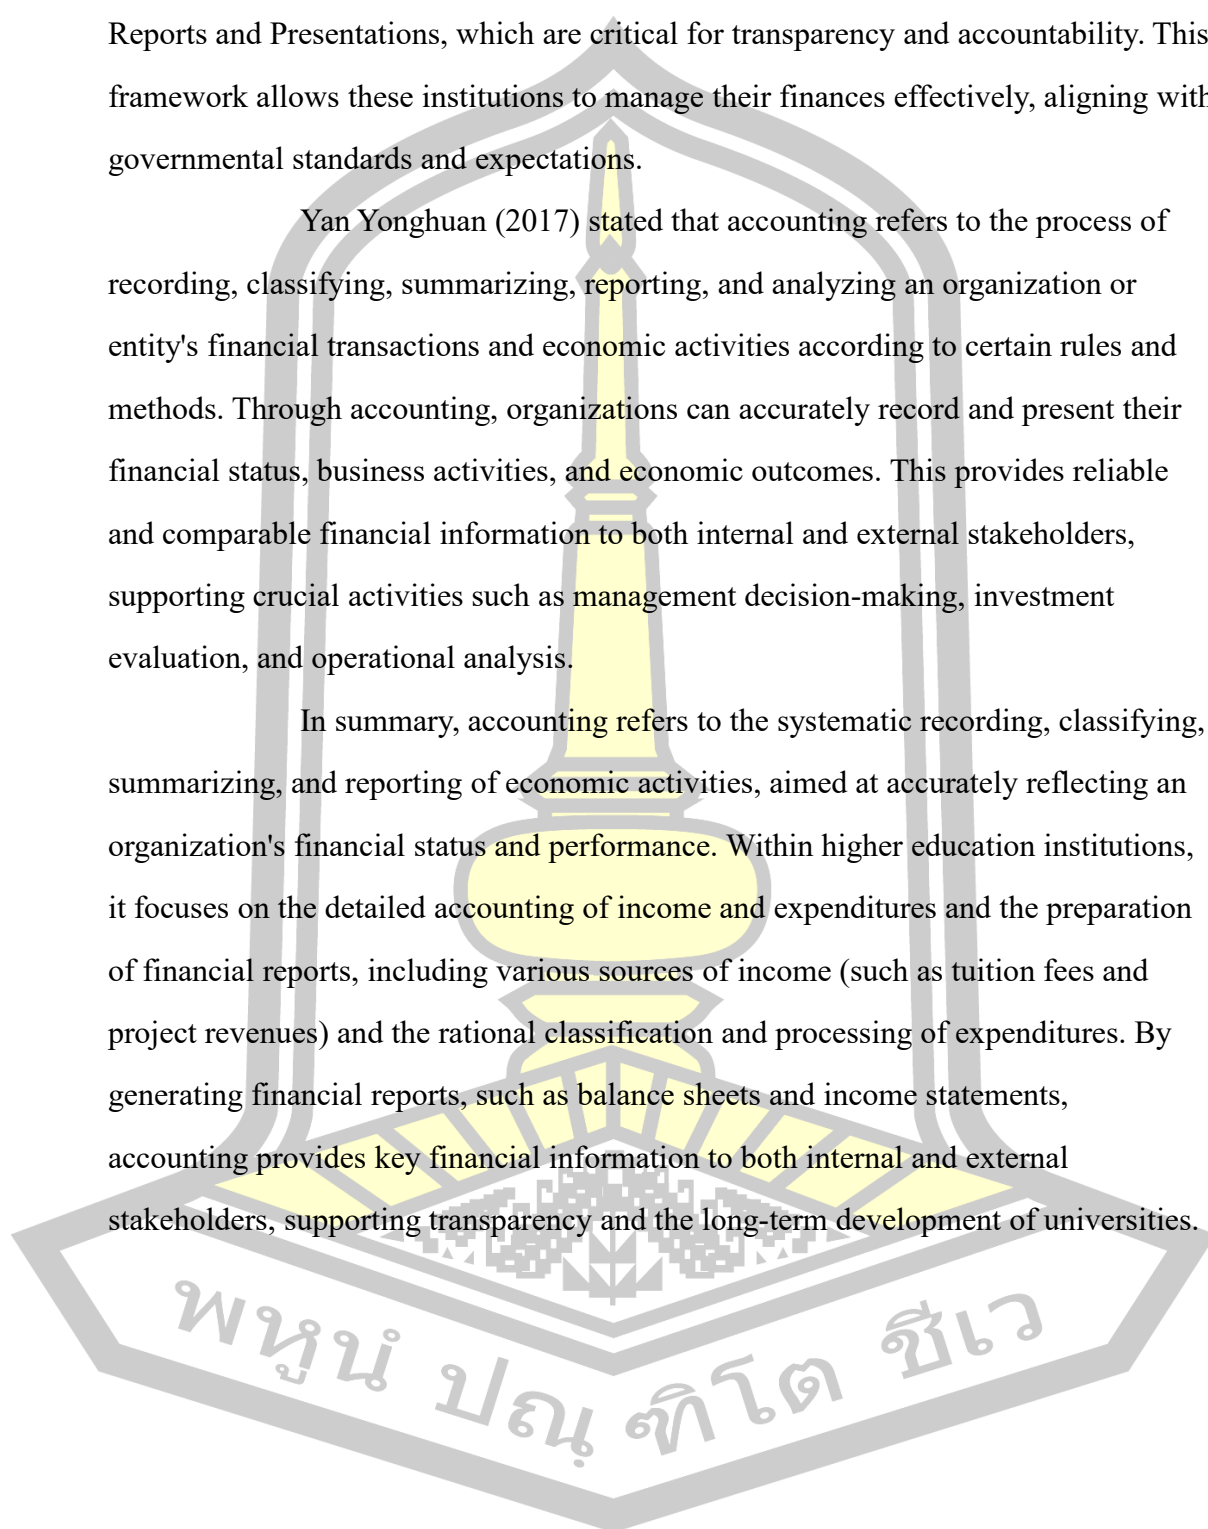 Reports and Presentations, which are critical for transparency and accountability. This
framework allows these institutions to manage their finances effectively, aligning with
governmental standards and expectations.
Yan Yonghuan (2017) stated that accounting refers to the process of
recording, classifying, summarizing, reporting, and analyzing an organization or
entity's financial transactions and economic activities according to certain rules and
methods. Through accounting, organizations can accurately record and present their
financial status, business activities, and economic outcomes. This provides reliable
and comparable financial information to both internal and external stakeholders,
supporting crucial activities such as management decision-making, investment
evaluation, and operational analysis.
In summary, accounting refers to the systematic recording, classifying,
summarizing, and reporting of economic activities, aimed at accurately reflecting an
organization's financial status and performance. Within higher education institutions,
it focuses on the detailed accounting of income and expenditures and the preparation
of financial reports, including various sources of income (such as tuition fees and
project revenues) and the rational classification and processing of expenditures. By
generating financial reports, such as balance sheets and income statements,
accounting provides key financial information to both internal and external
stakeholders, supporting transparency and the long-term development of universities.
พหูนํ ปณฺ ฑิโต ชีเว